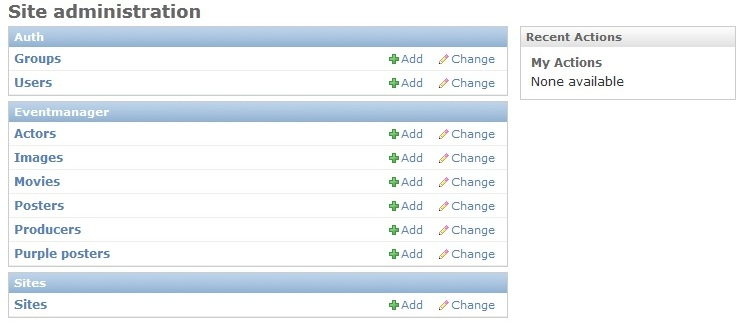 Site administration
Auth
Groups Add Change
Users Add Change
Eventmanager
Actors Add Change
Images Add Change
Movies Add Change
Posters Add Change
Producers Add Change
Purple posters Add Change
Sites
Sites Add Change
Recent Actions
My Actions
None available